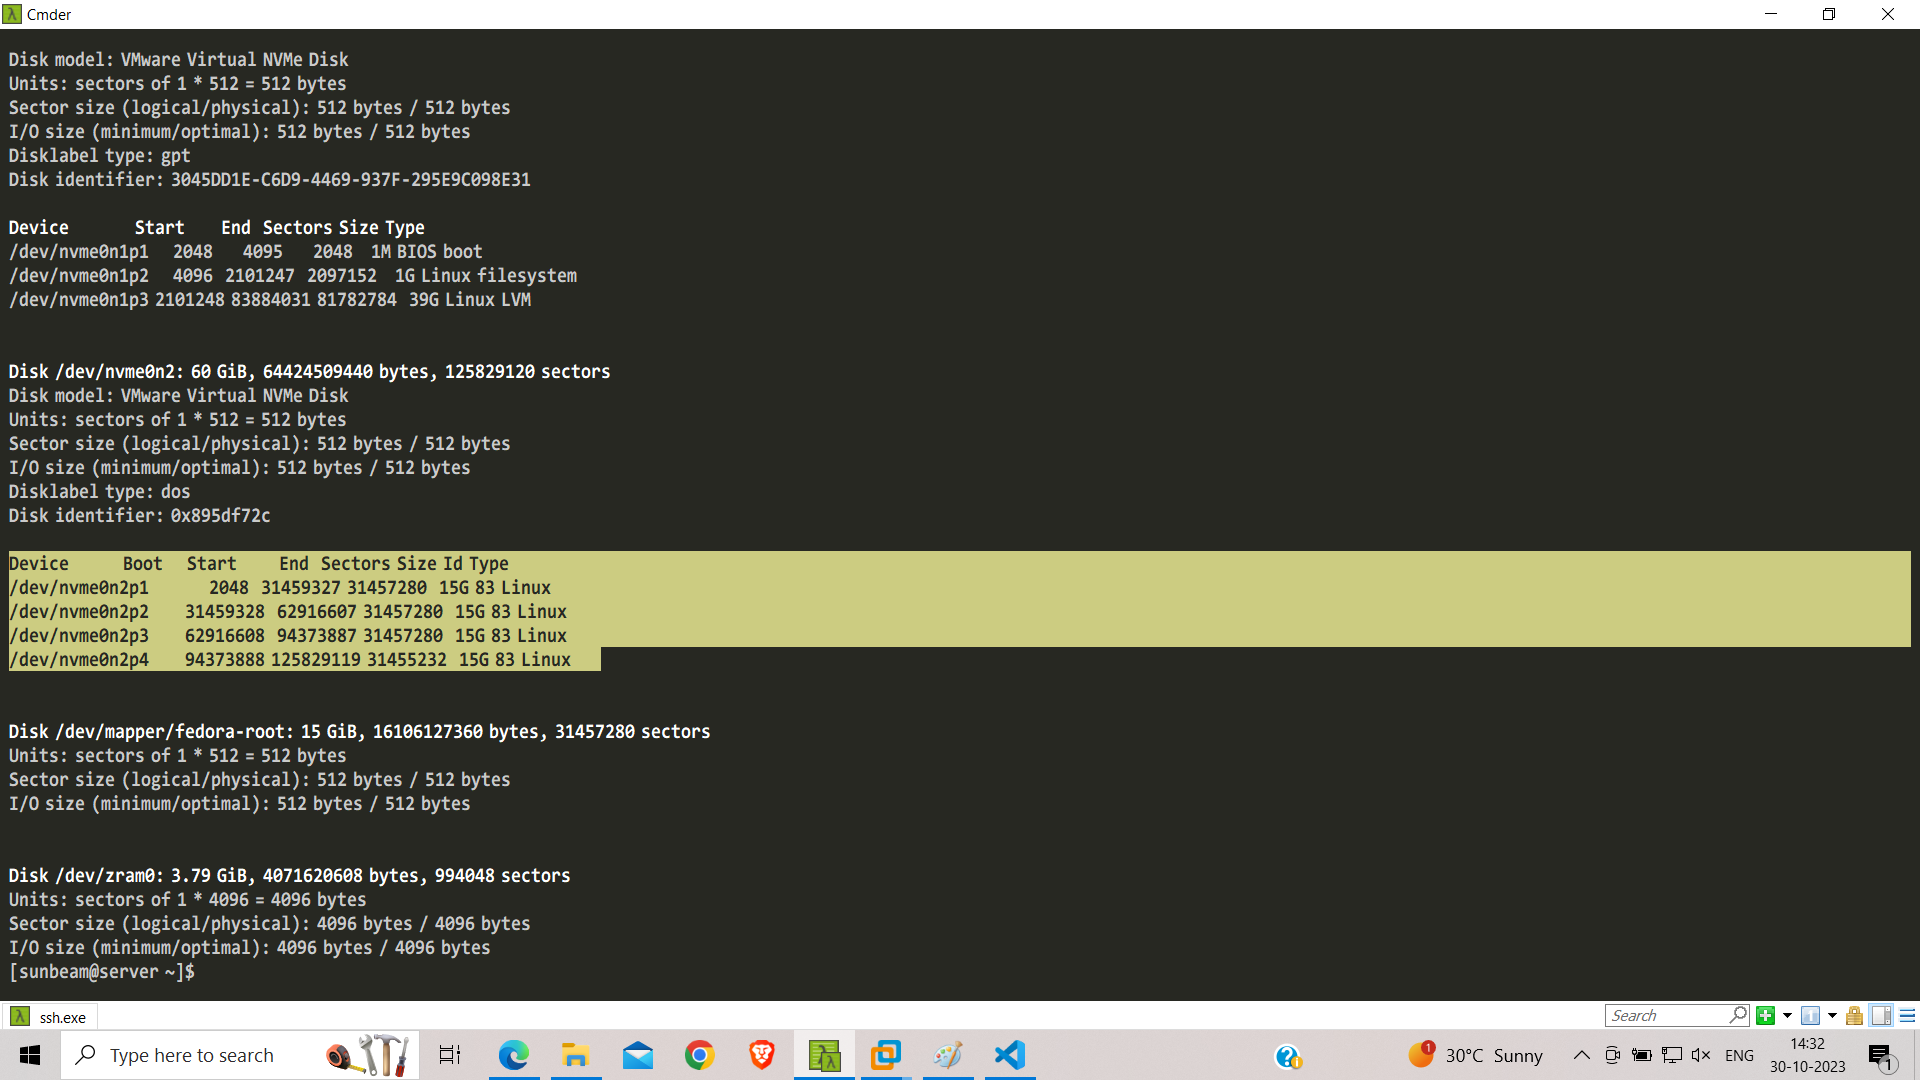 Cmder
Disk model: VMware Virtual NVMe Disk
Units: sectors of 1 * 512 = 512 bytes
Sector size (logical/physical): 512 bytes / 512 bytes
I/O size (minimum/optimal): 512 bytes / 512 bytes
Disklabel type: gpt
Disk identifier: 3045DD1E-C6D9-4469-937F-295E9C098E31
Device Start End Sectors Size Type
/dev/nvme0n1p1 2048 4095 2048 1M BIOS boot
/dev/nvme0n1p2 4096 2101247 2097152 1G Linux filesystem
/dev/nvme0n1p3 2101248 83884031 81782784 39G Linux LVM
Disk /dev/nvme0n2: 60 GiB, 64424509440 bytes, 125829120 sectors
Disk model: VMware Virtual NVMe Disk
Units: sectors of 1 * 512 = 512 bytes
Sector size (logical/physical): 512 bytes / 512 bytes
I/O size (minimum/optimal): 512 bytes / 512 bytes
Disklabel type: dos
Disk identifier: 0x895df72c
Device Boot Start End Sectors Size Id Type
/dev/nvme0n2p1 2048 31459327 31457280 15G 83 Linux
/dev/nvme0n2p2 31459328 62916607 31457280 15G 83 Linux
/dev/nvme0n2p3 62916608 94373887 31457280 15G 83 Linux
/dev/nvme0n2p4 94373888 125829119 31455232 15G 83 Linux
Disk /dev/mapper/fedora-root: 15 GiB, 16106127360 bytes, 31457280 sectors
Units: sectors of 1 * 512 = 512 bytes
Sector size (logical/physical): 512 bytes / 512 bytes
I/O size (minimum/optimal): 512 bytes / 512 bytes
Disk /dev/zram0: 3.79 GiB, 4071620608 bytes, 994048 sectors
Units: sectors of 1 * 4096 = 4096 bytes
Sector size (logical/physical): 4096 bytes / 4096 bytes
I/O size (minimum/optimal): 4096 bytes / 4096 bytes
[sunbeam@server ~]$
ssh.exe
Search
Type here to search
1
30°C Sunny
ENG
14:32
30-10-2023
1